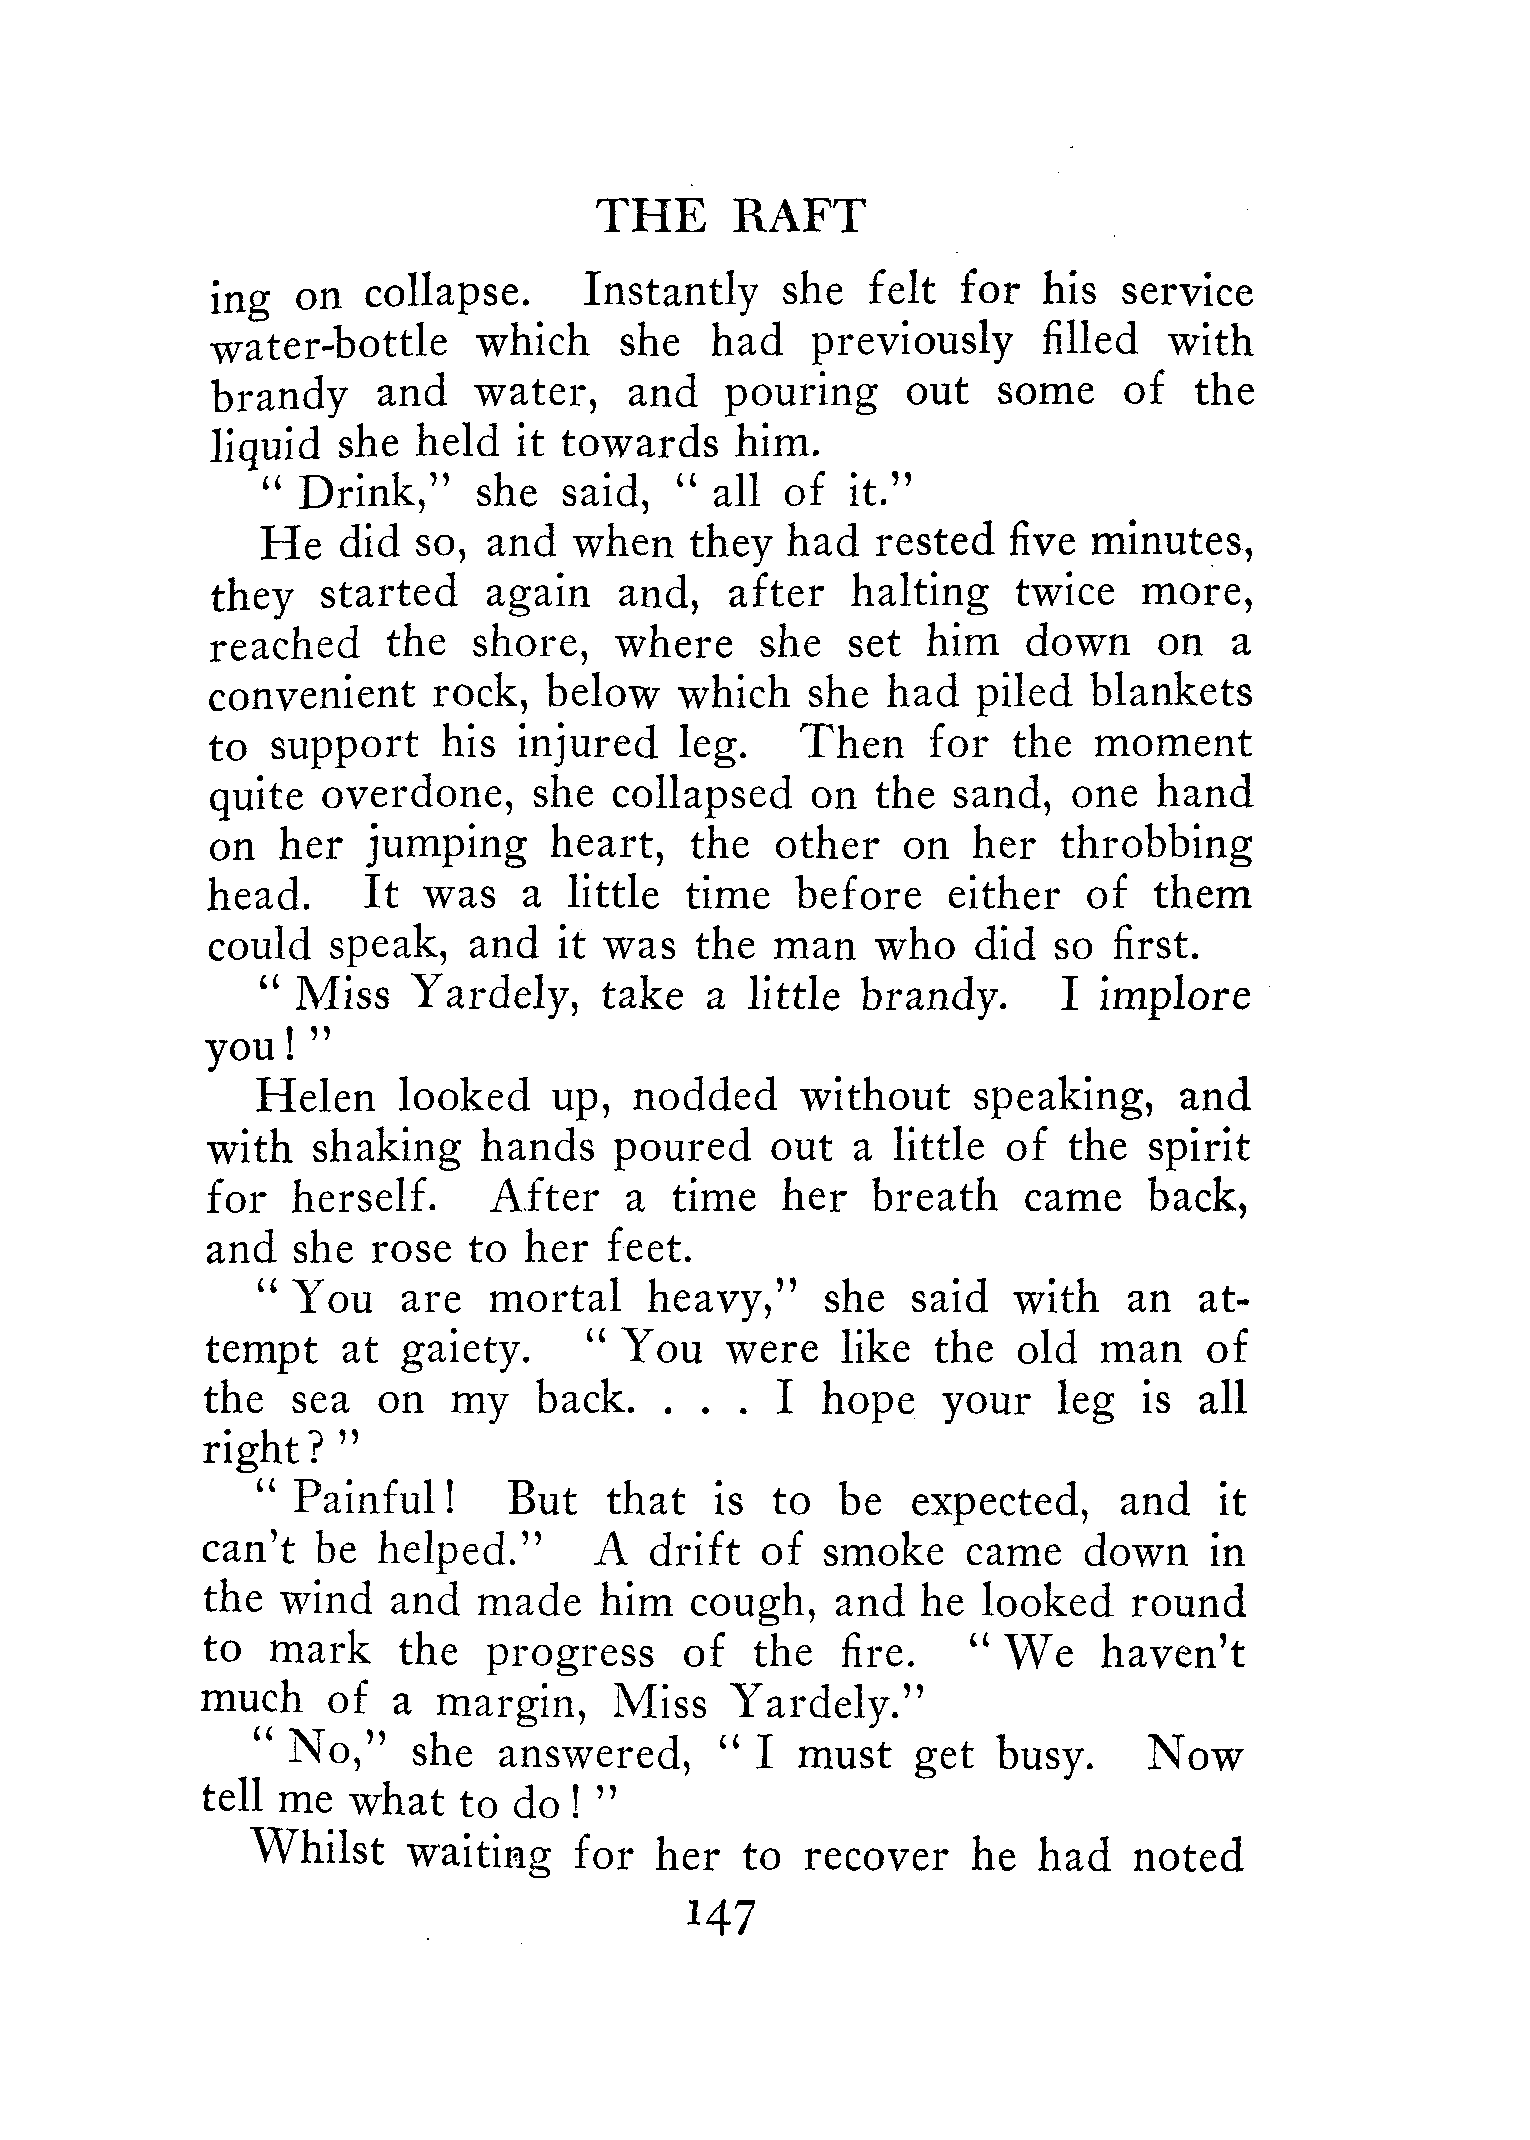 THE RAFT
ing on collapse. Instantly she felt for his service
water-bottle which she had previously filled with
brandy and water, and pouring out some of the
liquid she held it towards him.
“ Drink,” she said, “ all of it.”
He did so, and when they had rested five minutes,
they started again and, after halting twice more,
reached the shore, where she set him down on a
convenient rock, below which she had piled blankets
to support his injured leg. Then for the moment
quite overdone, she collapsed on the sand, one hand
on her jumping heart, the other on her throbbing
head. It was a little time before either of them
could speak, and it was the man who did so first.
“ Miss Yardely, take a little brandy. I implore
you! ”
Helen looked up, nodded without speaking, and
with shaking hands poured out a little of the spirit
for herself. After a time her breath came back,
and she rose to her feet.
“ You are mortal heavy,” she said with an at-
tempt at gaiety. “ You were like the old man of
the sea on my back. . . . I hope your leg is all
right? ”
“ Painful! But that is to be expected, and it
can't be helped.” A drift of smoke came down in
the wind and made him cough, and he looked round
to mark the progress of the fire. “ We haven't
much of a margin, Miss Yardely.”
“ No,” she answered, “ I must get busy. Now
tell me what to do! ”
Whilst waiting for her to recover he had noted
147